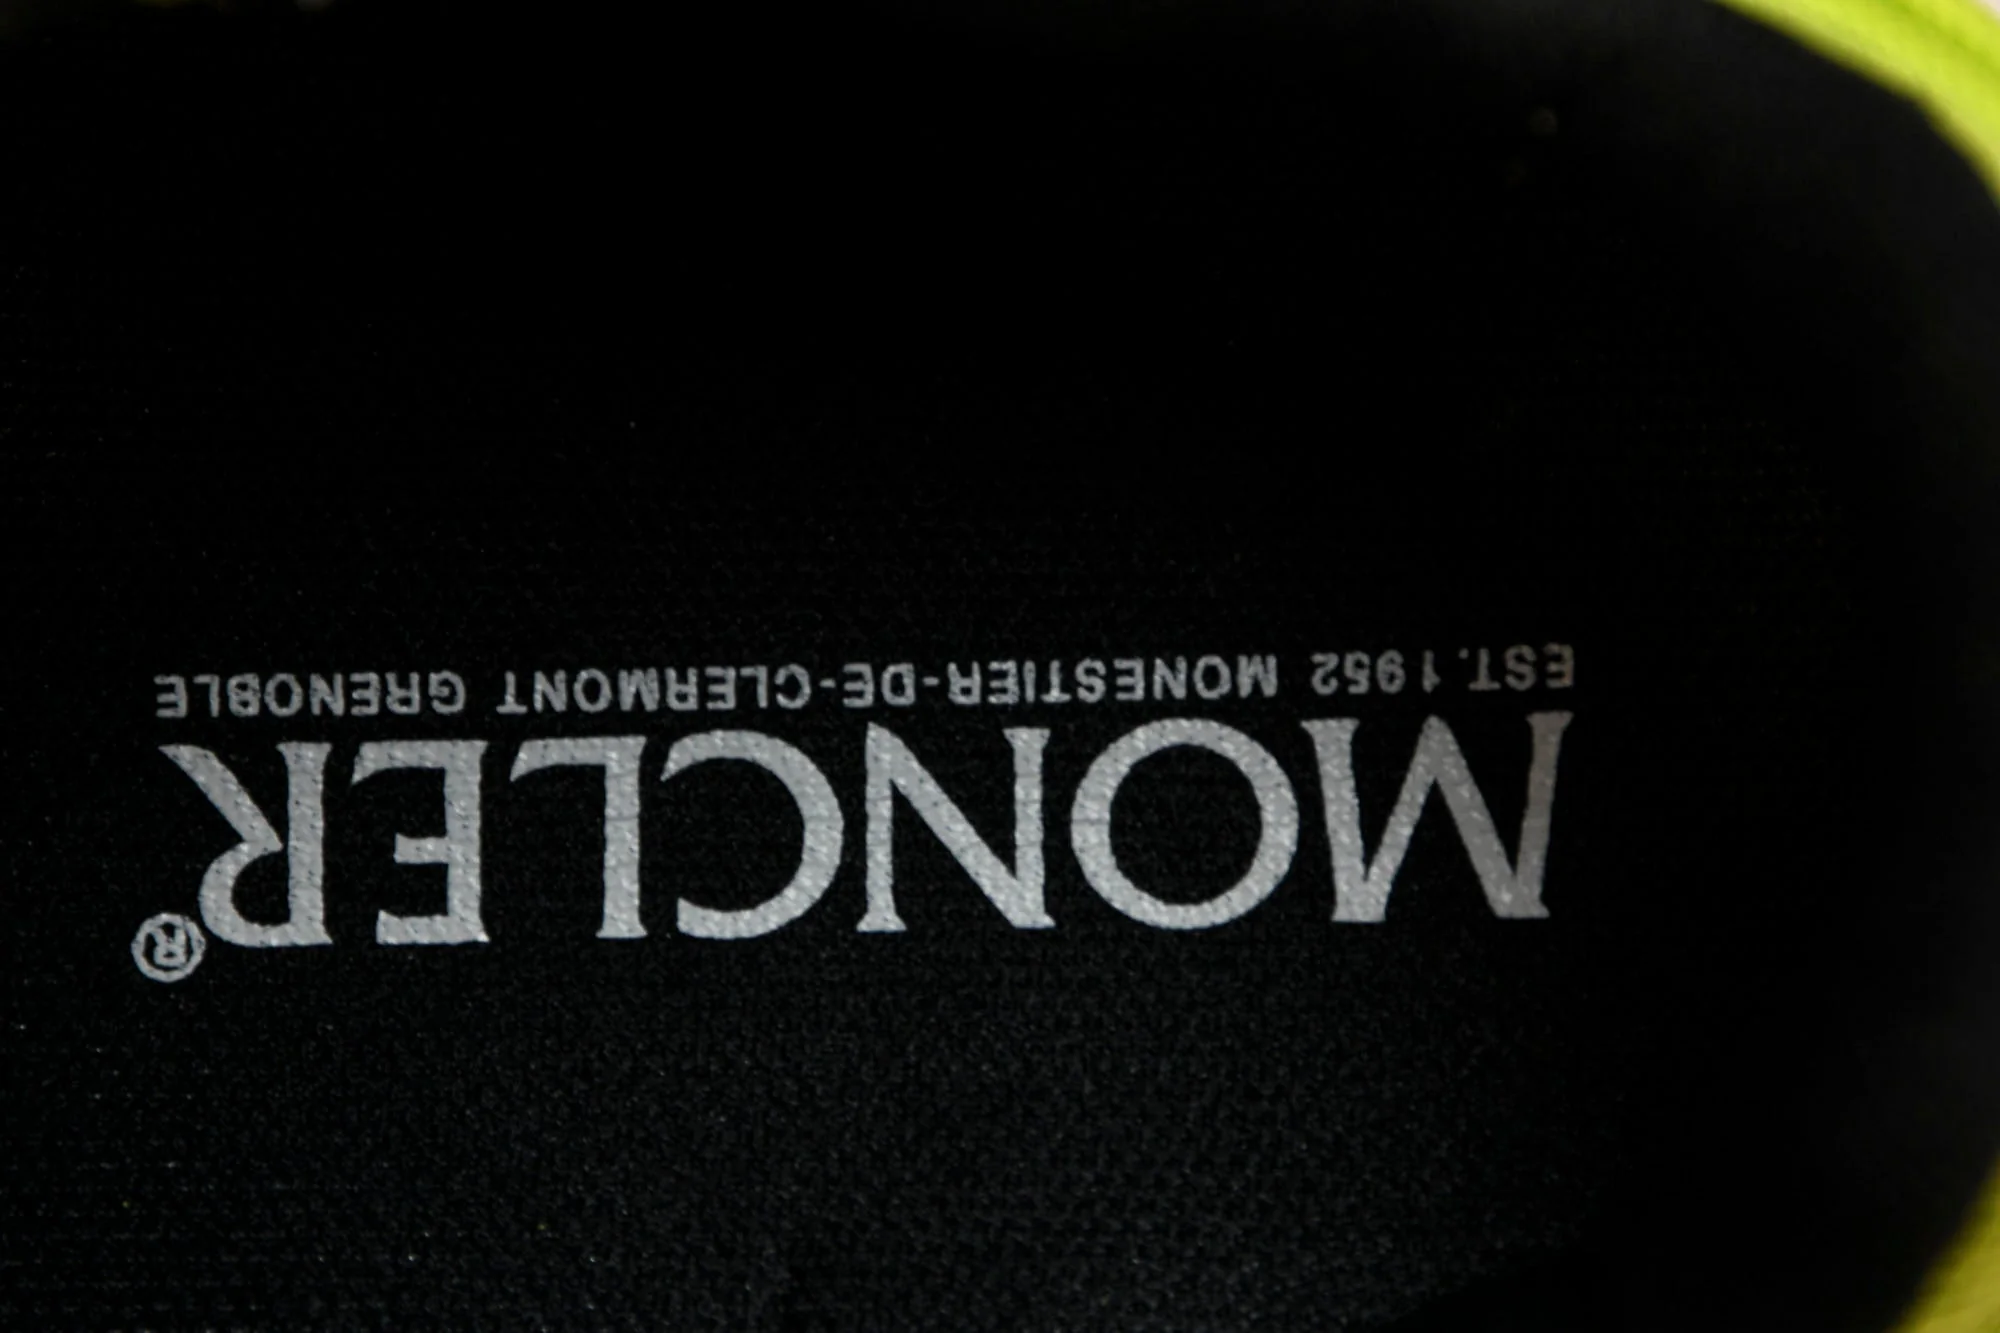 MONCLER®
EST. 1952 MONESTIER-DE-CLERMONT GRENOBLE